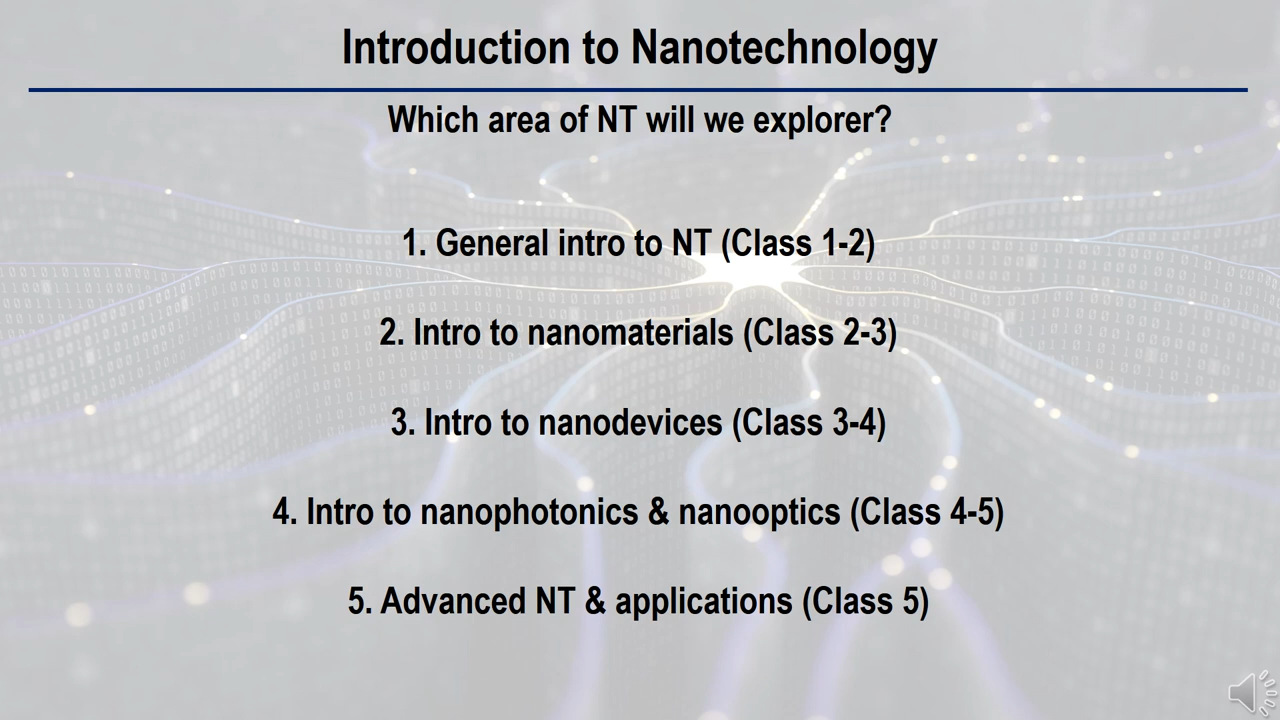 Introduction to Nanotechnology
Which area of NT will we explorer?
1. General intro to NT (Class 1-2)
2. Intro to nanomaterials (Class 2-3)
3. Intro to nanodevices (Class 3-4)
4. Intro to nanophotonics & nanooptics (Class 4-5)
5. Advanced NT & applications (Class 5)